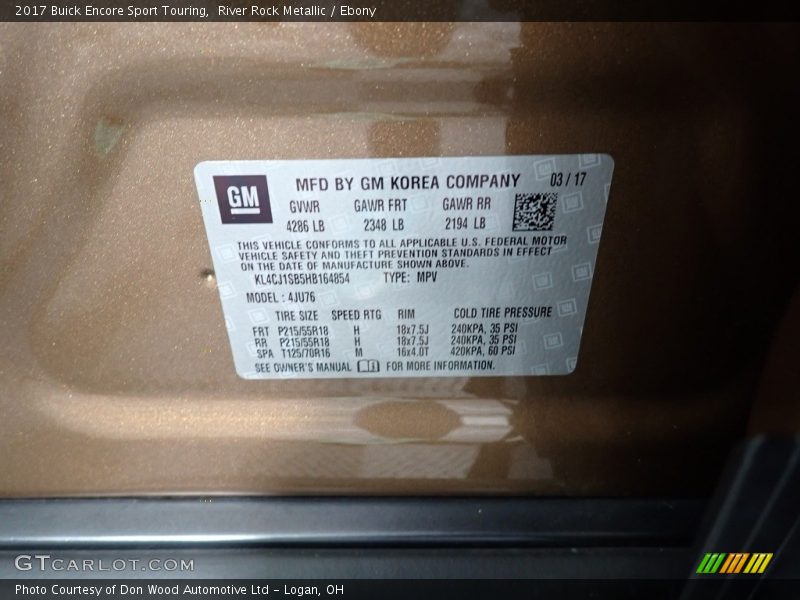 2017 Buick Encore Sport Touring,  River Rock Metallic / Ebony
GM
MFD BY GM KOREA COMPANY 03 / 17
GVWR GAWR FRT GAWR RR
4286 LB 2348 LB 2194 LB
THIS VEHICLE CONFORMS TO ALL APPLICABLE U.S. FEDERAL MOTOR
VEHICLE SAFETY AND THEFT PREVENTION STANDARDS IN EFFECT
ON THE DATE OF MANUFACTURE SHOWN ABOVE.
KL4CJ1SB5HB164854 TYPE: MPV
MODEL : 4JU76
TIRE SIZE SPEED RTG RIM COLD TIRE PRESSURE
FRT P215/55R18 H 18x7.5J 240KPA, 35 PSI
RR P215/55R18 H 18x7.5J 240KPA, 35 PSI
SPA T125/70R16 M 16x4.0T 420KPA, 60 PSI
SEE OWNER'S MANUAL FOR MORE INFORMATION.
GTCARLOT.COM
Photo Courtesy of Don Wood Automotive Ltd - Logan, OH